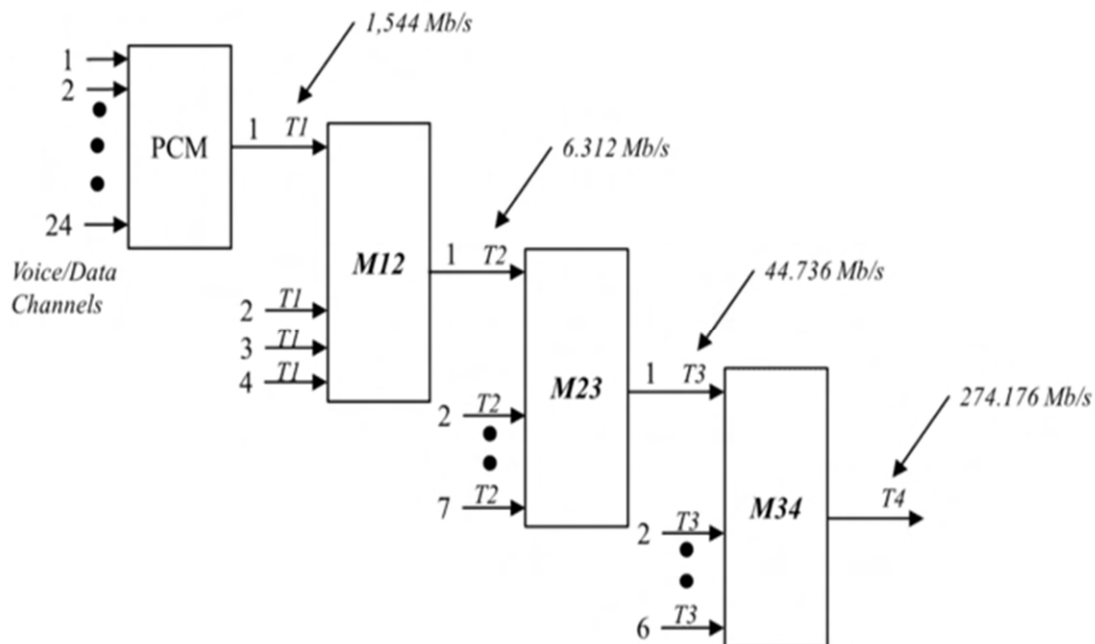 1,544 Mb/s
1
2
PCM
24
Voice/Data
Channels
1 T1
6.312 Mb/s
M12
2 T1
3 T1
4 T1
1 T2
44.736 Mb/s
M23
2 T2
7 T2
1 T3
274.176 Mb/s
M34
2 T3
6 T3
T4